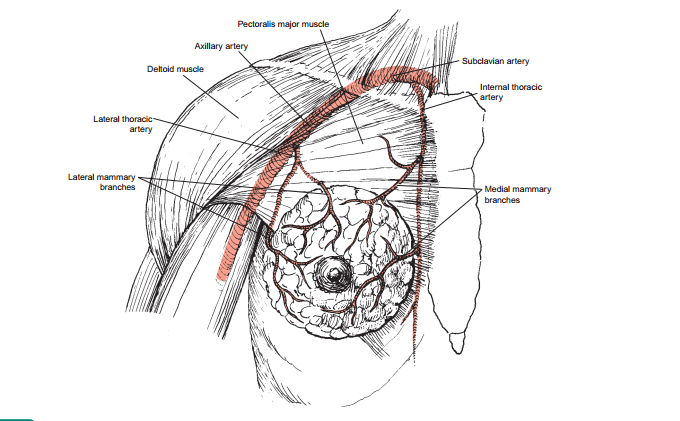 Pectoralis major muscle
Axillary artery
Subclavian artery
Deltoid muscle
Internal thoracic
artery
Lateral thoracic
artery
Lateral mammary
branches
Medial mammary
branches